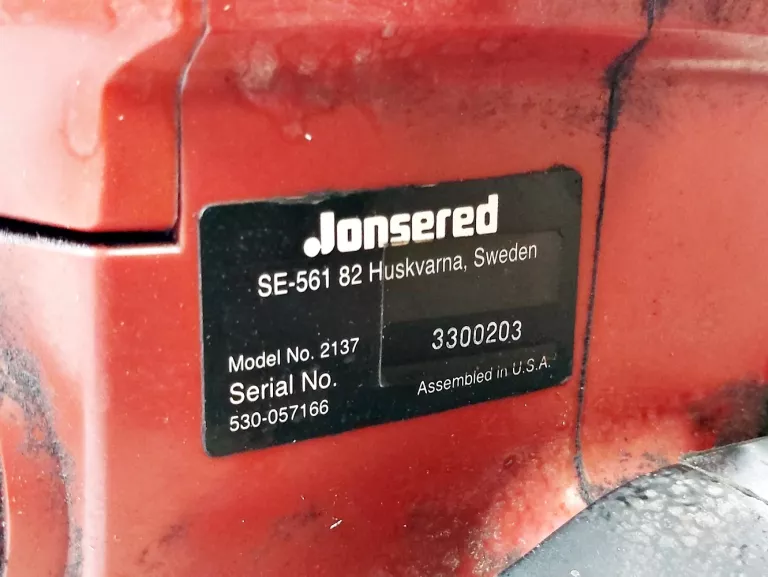 Jonsered
SE-561 82 Huskvarna, Sweden
Model No. 2137
3300203
Serial No.
530-057166
Assembled in U.S.A.